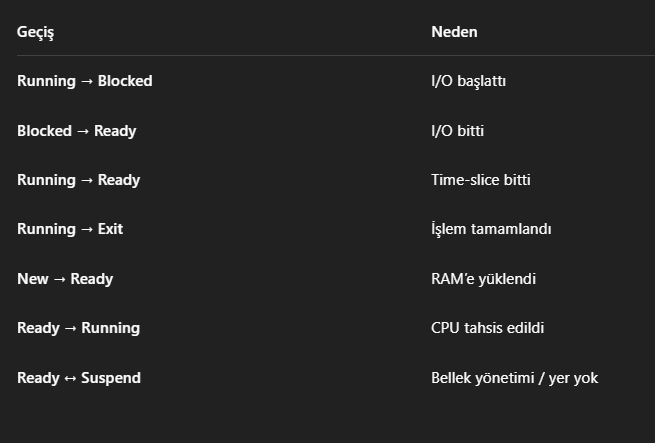 Geçiş Neden
Running → Blocked I/O başlattı
Blocked → Ready I/O bitti
Running → Ready Time-slice bitti
Running → Exit İşlem tamamlandı
New → Ready RAM’e yüklendi
Ready → Running CPU tahsis edildi
Ready ↔ Suspend Bellek yönetimi / yer yok